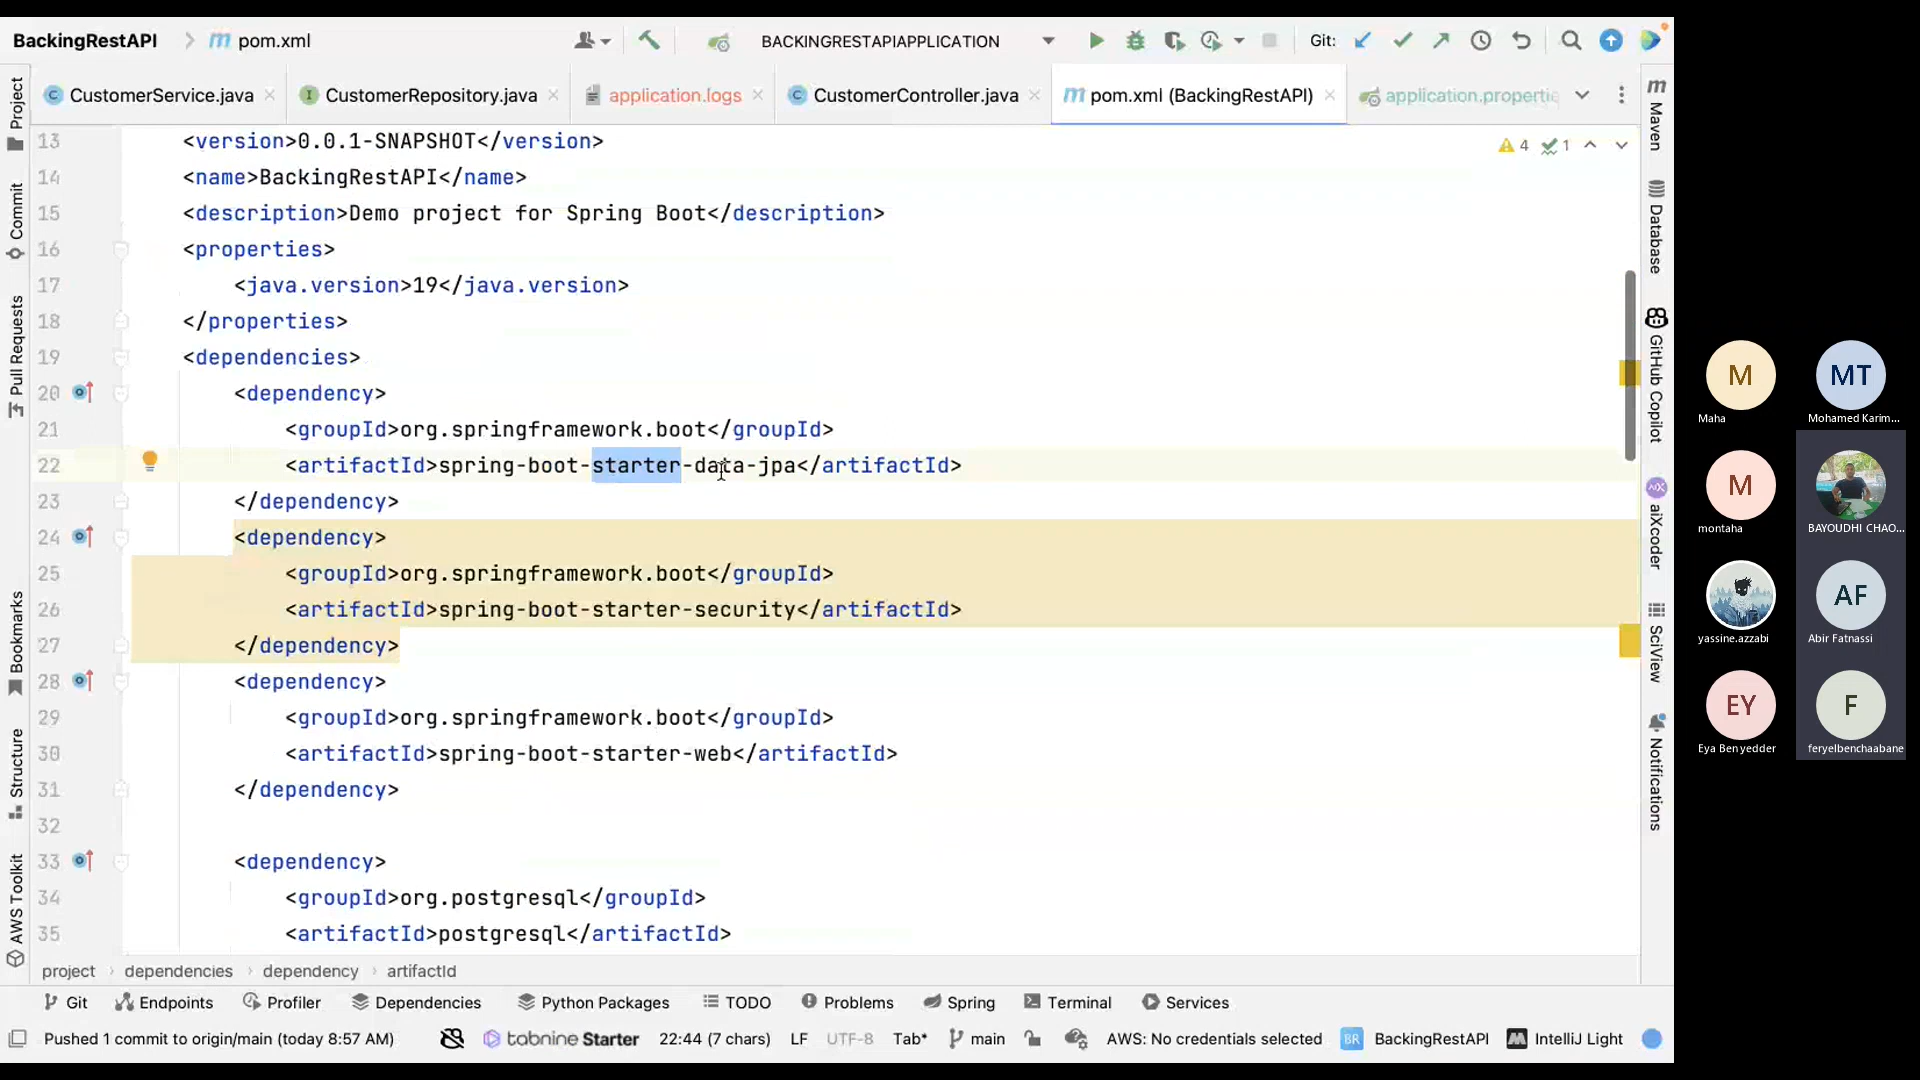 BackingRestAPI
pom.xml
BACKINGRESTAPIAPPLICATION
Git:
CustomerService.java
CustomerRepository.java
application.logs
CustomerController.java
pom.xml (BackingRestAPI)
application.properti
Project
Commit
Pull Requests
Bookmarks
Structure
AWS Toolkit
4
1
13 <version>0.0.1-SNAPSHOT</version>
14 <name>BackingRestAPI</name>
15 <description>Demo project for Spring Boot</description>
16 <properties>
17 <java.version>19</java.version>
18 </properties>
19 <dependencies>
20 <dependency>
21 <groupId>org.springframework.boot</groupId>
22 <artifactId>spring-boot-starter-data-jpa</artifactId>
23 </dependency>
24 <dependency>
25 <groupId>org.springframework.boot</groupId>
26 <artifactId>spring-boot-starter-security</artifactId>
27 </dependency>
28 <dependency>
29 <groupId>org.springframework.boot</groupId>
30 <artifactId>spring-boot-starter-web</artifactId>
31 </dependency>
32
33 <dependency>
34 <groupId>org.postgresql</groupId>
35 <artifactId>postgresql</artifactId>
Maven
Database
GitHub Copilot
aiXcoder
SciView
Notifications
project
dependencies
dependency
artifactId
Git
Endpoints
Profiler
Dependencies
Python Packages
TODO
Problems
Spring
Terminal
Services
Pushed 1 commit to origin/main (today 8:57 AM)
tabnine Starter
22:44 (7 chars)
LF
UTF-8
Tab*
main
AWS: No credentials selected
BR
BackingRestAPI
IntelliJ Light
M
Maha
MT
Mohamed Karim...
M
montaha
BAYOUDHI CHAO...
yassine.azzabi
AF
Abir Fatnassi
EY
Eya Ben yedder
F
feryelbenchaabane